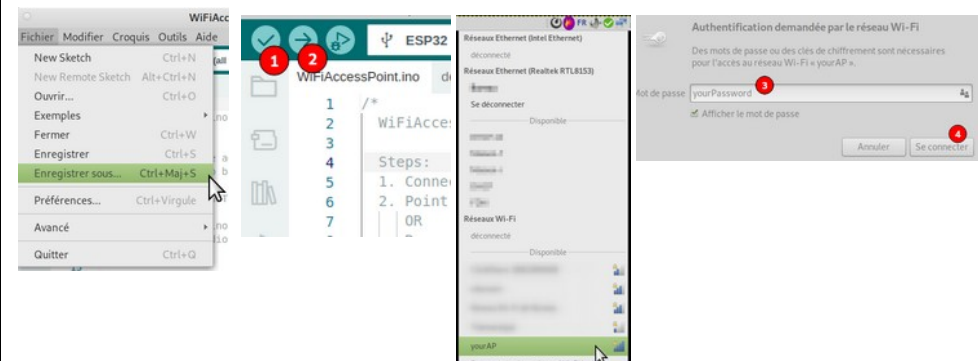 WiFiAcc
Fichier Modifier Croquis Outils Aide
New Sketch Ctrl+N
New Remote Sketch Alt+Ctrl+N
Ouvrir... Ctrl+O
Exemples
Fermer Ctrl+W
Enregistrer Ctrl+S
Enregistrer sous... Ctrl+Maj+S
Préférences... Ctrl+Virgule
Avancé
Quitter Ctrl+Q
ESP32
1 2
WiFiAccessPoint.ino
1 /*
2 WiFiAcce
3
4 Steps:
5 1. Conne
6 2. Point
7 OR
FR
Réseaux Ethernet (Intel Ethernet)
déconnecté
Réseaux Ethernet (Realtek RTL8153)
Se déconnecter
Disponible
Réseaux Wi-Fi
déconnecté
Disponible
yourAP
Authentification demandée par le réseau Wi-Fi
Des mots de passe ou des clés de chiffrement sont nécessaires
pour l'accès au réseau Wi-Fi « yourAP ».
Mot de passe yourPassword 3
Afficher le mot de passe
4
Annuler Se connecter